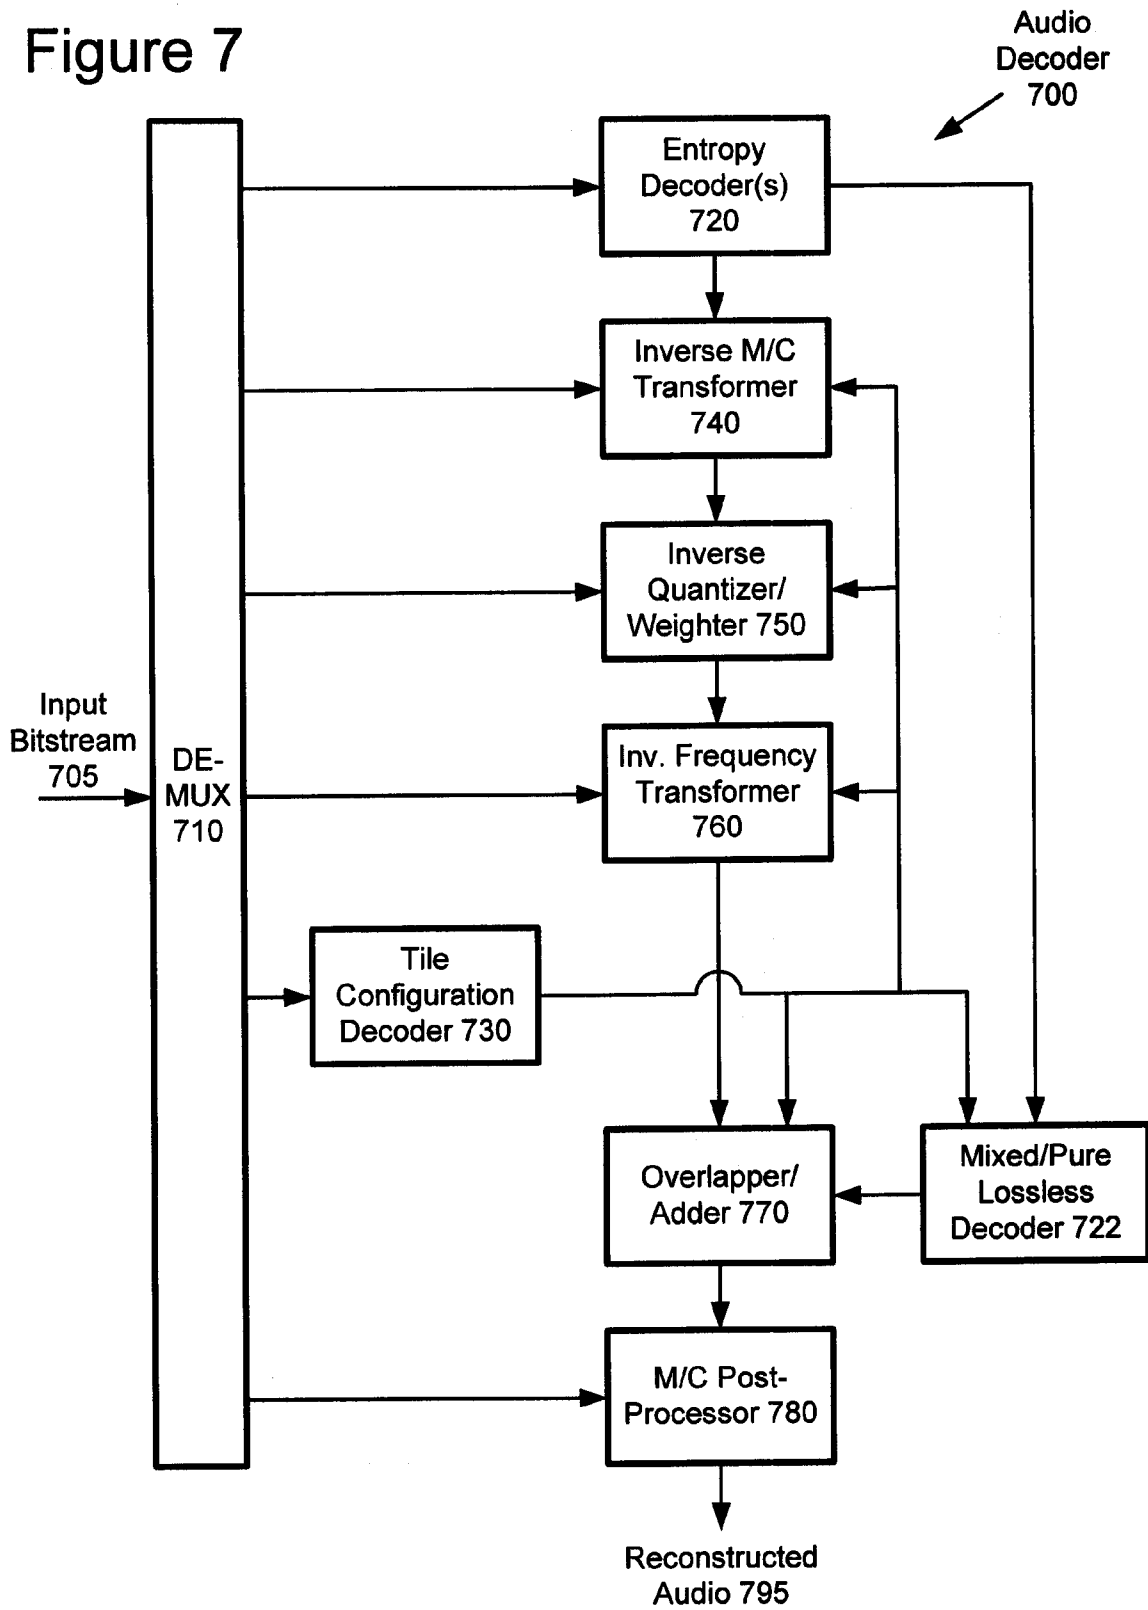 Figure 7
Audio
Decoder
700
Entropy
Decoder(s)
720
Inverse M/C
Transformer
740
Inverse
Quantizer/
Weighter 750
Input
Bitstream
705
DE-
MUX
710
Inv. Frequency
Transformer
760
Tile
Configuration
Decoder 730
Overlapper/
Adder 770
Mixed/Pure
Lossless
Decoder 722
M/C Post-
Processor 780
Reconstructed
Audio 795